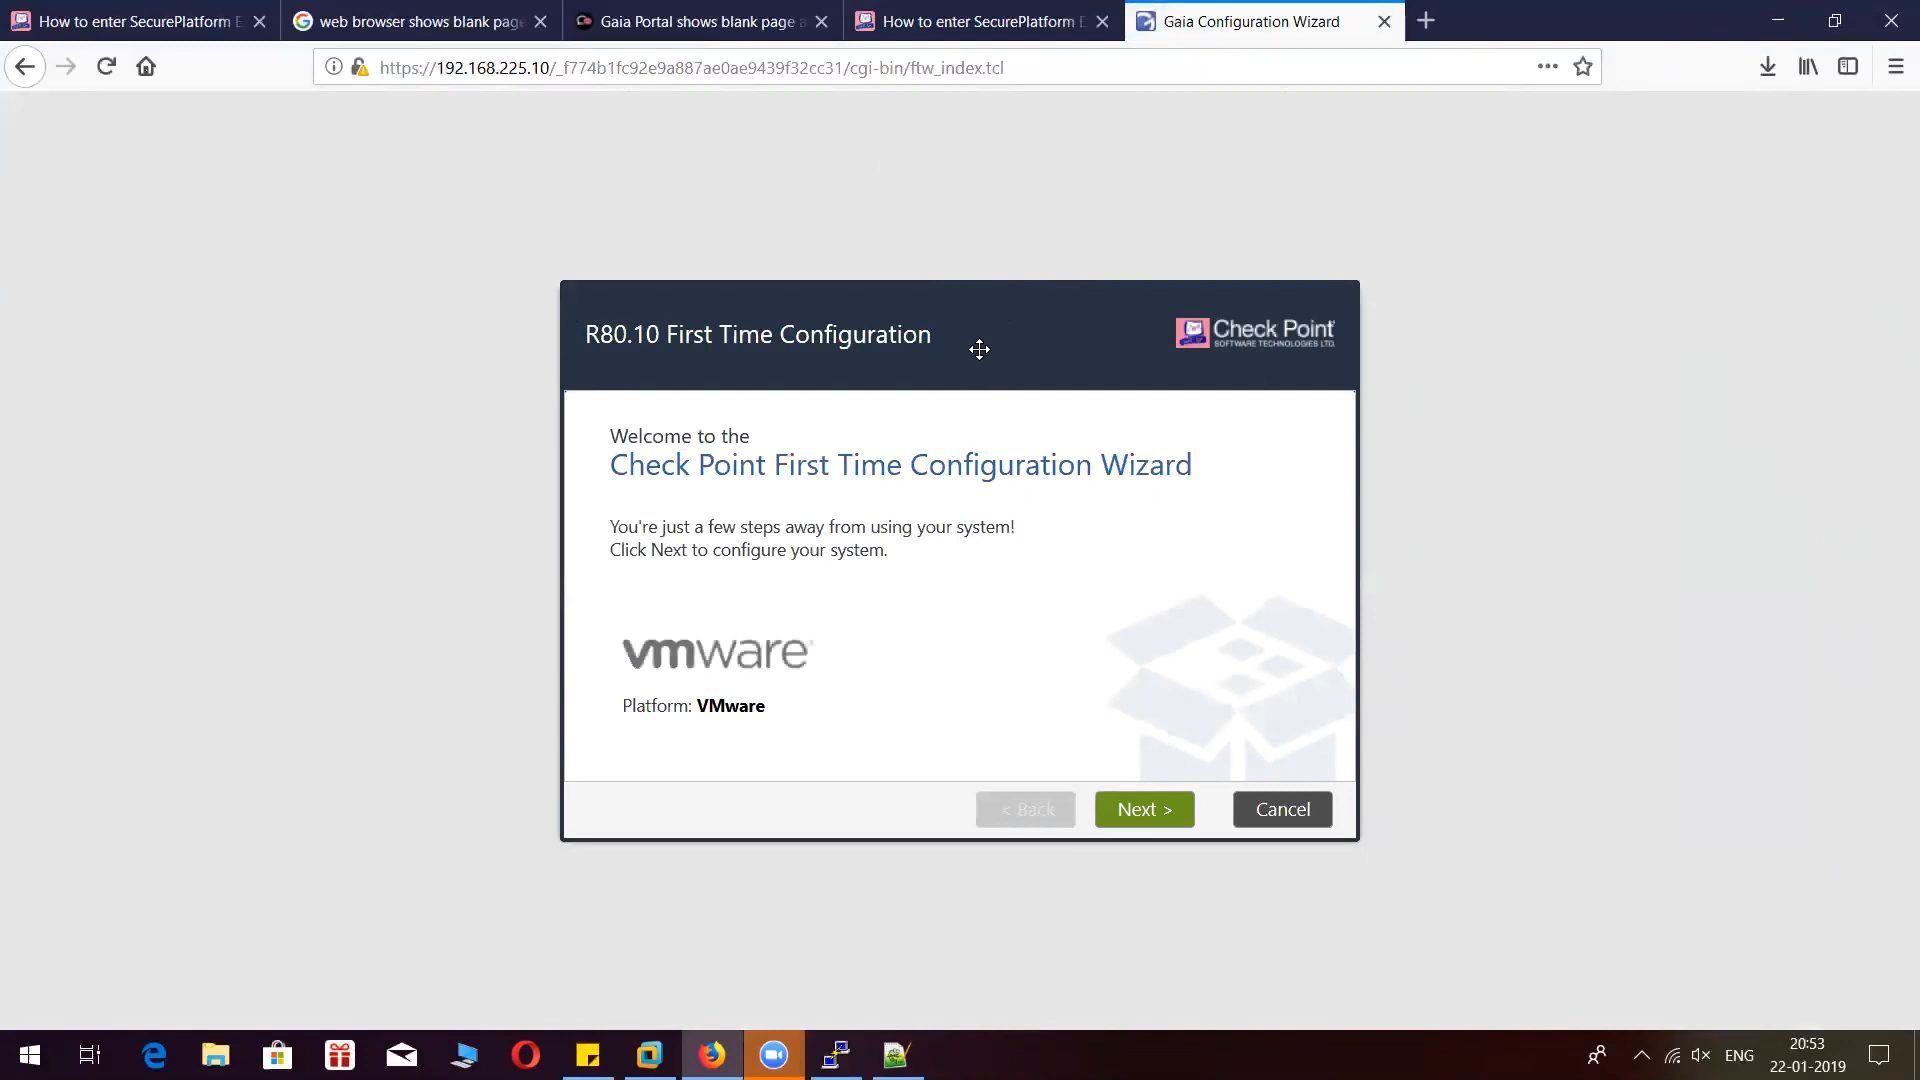 How to enter SecurePlatform E
web browser shows blank page
Gaia Portal shows blank page a
How to enter SecurePlatform E
Gaia Configuration Wizard
https://192.168.225.10/_f774b1fc92e9a887ae0ae9439f32cc31/cgi-bin/ftw_index.tcl
R80.10 First Time Configuration
Check Point
SOFTWARE TECHNOLOGIES LTD.
Welcome to the
Check Point First Time Configuration Wizard
You're just a few steps away from using your system!
Click Next to configure your system.
vmware
Platform: VMware
< Back
Next >
Cancel
ENG
20:53
22-01-2019